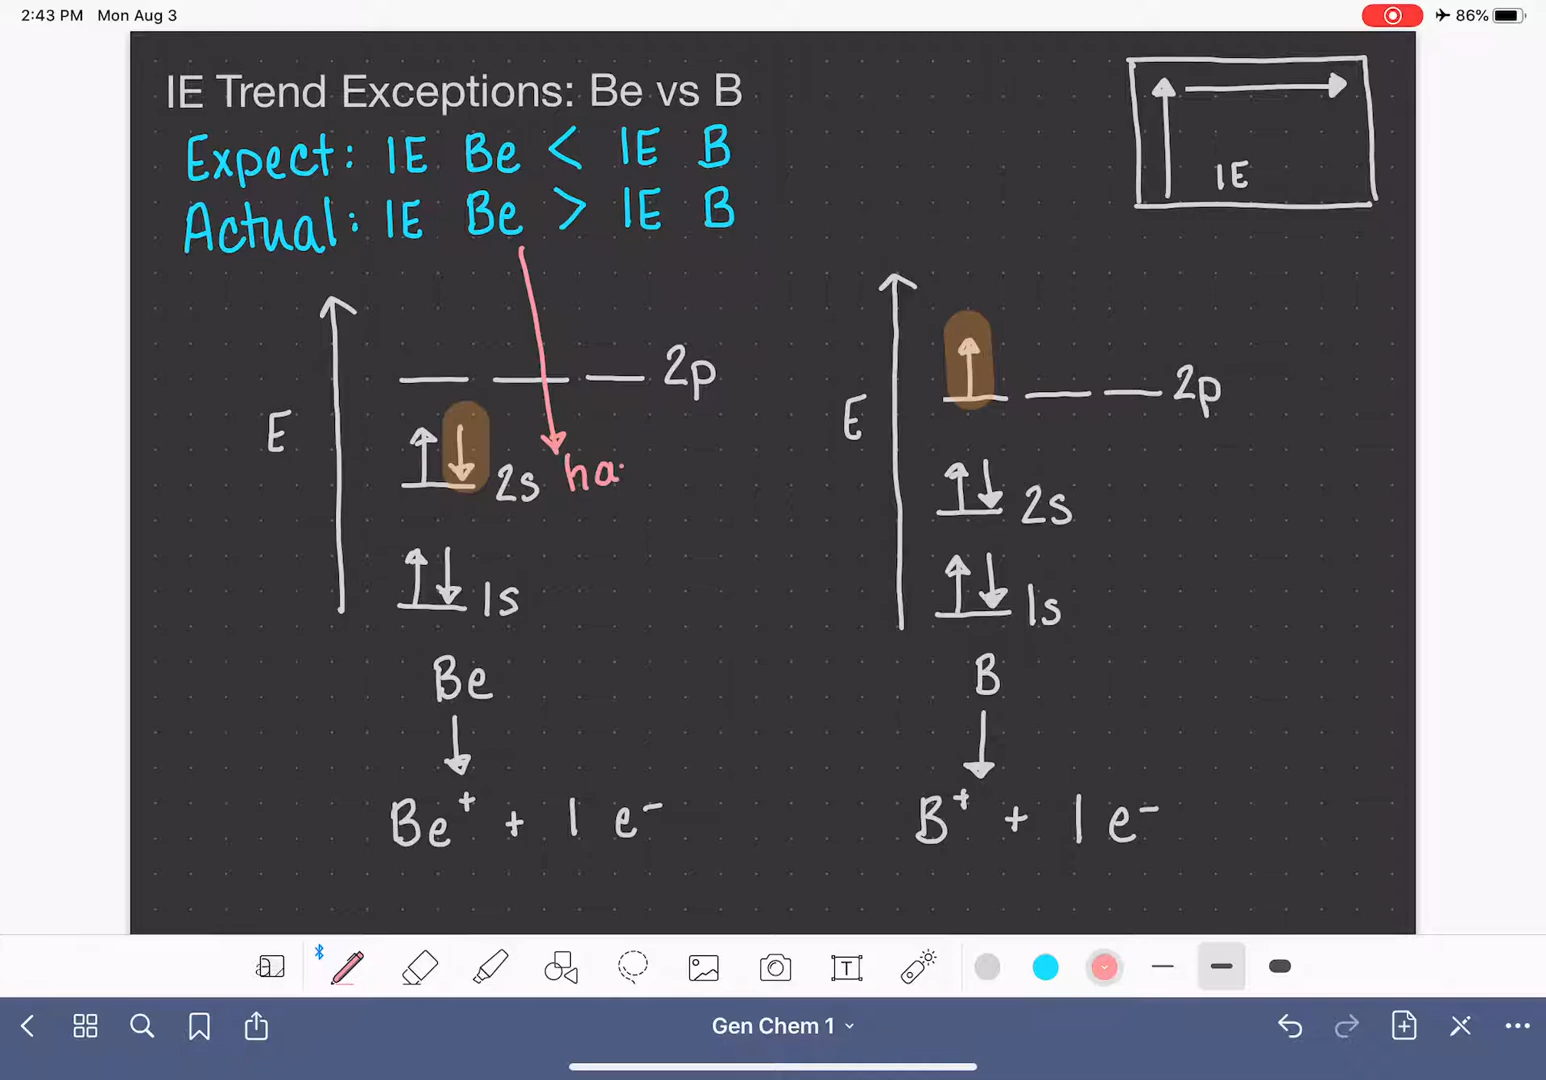 2:43 PM Mon Aug 3
86%
IE Trend Exceptions: Be vs B
Expect: IE Be < IE B
Actual: IE Be > IE B
IE
E
2p
2s
ha
1s
Be
Be⁺ + 1 e⁻
E
2p
2s
1s
B
B⁺ + 1 e⁻
T
Gen Chem 1